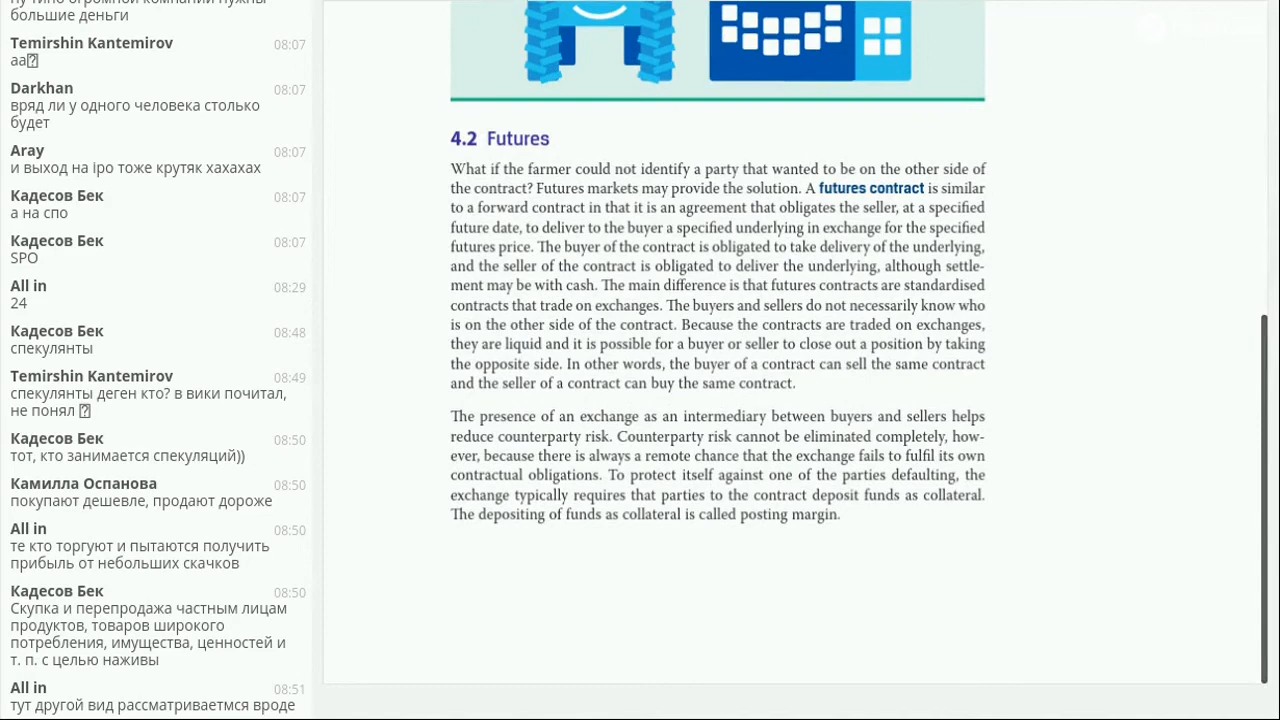 ну типо огромной компании нужны
большие деньги
Temirshin Kantemirov 08:07
аа
Darkhan 08:07
вряд ли у одного человека столько
будет
Aray 08:07
и выход на ipo тоже крутяк хахахах
Кадесов Бек 08:07
а на спо
Кадесов Бек 08:07
SPO
All in 08:29
24
Кадесов Бек 08:48
спекулянты
Temirshin Kantemirov 08:49
спекулянты деген кто? в вики почитал,
не понял
Кадесов Бек 08:50
тот, кто занимается спекуляций))
Камилла Оспанова 08:50
покупают дешевле, продают дороже
All in 08:50
те кто торгуют и пытаются получить
прибыль от небольших скачков
Кадесов Бек 08:50
Скупка и перепродажа частным лицам
продуктов, товаров широкого
потребления, имущества, ценностей и
т. п. с целью наживы
All in 08:51
тут другой вид рассматриваетмся вроде
4.2 Futures
What if the farmer could not identify a party that wanted to be on the other side of
the contract? Futures markets may provide the solution. A futures contract is similar
to a forward contract in that it is an agreement that obligates the seller, at a specified
future date, to deliver to the buyer a specified underlying in exchange for the specified
futures price. The buyer of the contract is obligated to take delivery of the underlying,
and the seller of the contract is obligated to deliver the underlying, although settle-
ment may be with cash. The main difference is that futures contracts are standardised
contracts that trade on exchanges. The buyers and sellers do not necessarily know who
is on the other side of the contract. Because the contracts are traded on exchanges,
they are liquid and it is possible for a buyer or seller to close out a position by taking
the opposite side. In other words, the buyer of a contract can sell the same contract
and the seller of a contract can buy the same contract.
The presence of an exchange as an intermediary between buyers and sellers helps
reduce counterparty risk. Counterparty risk cannot be eliminated completely, how-
ever, because there is always a remote chance that the exchange fails to fulfil its own
contractual obligations. To protect itself against one of the parties defaulting, the
exchange typically requires that parties to the contract deposit funds as collateral.
The depositing of funds as collateral is called posting margin.